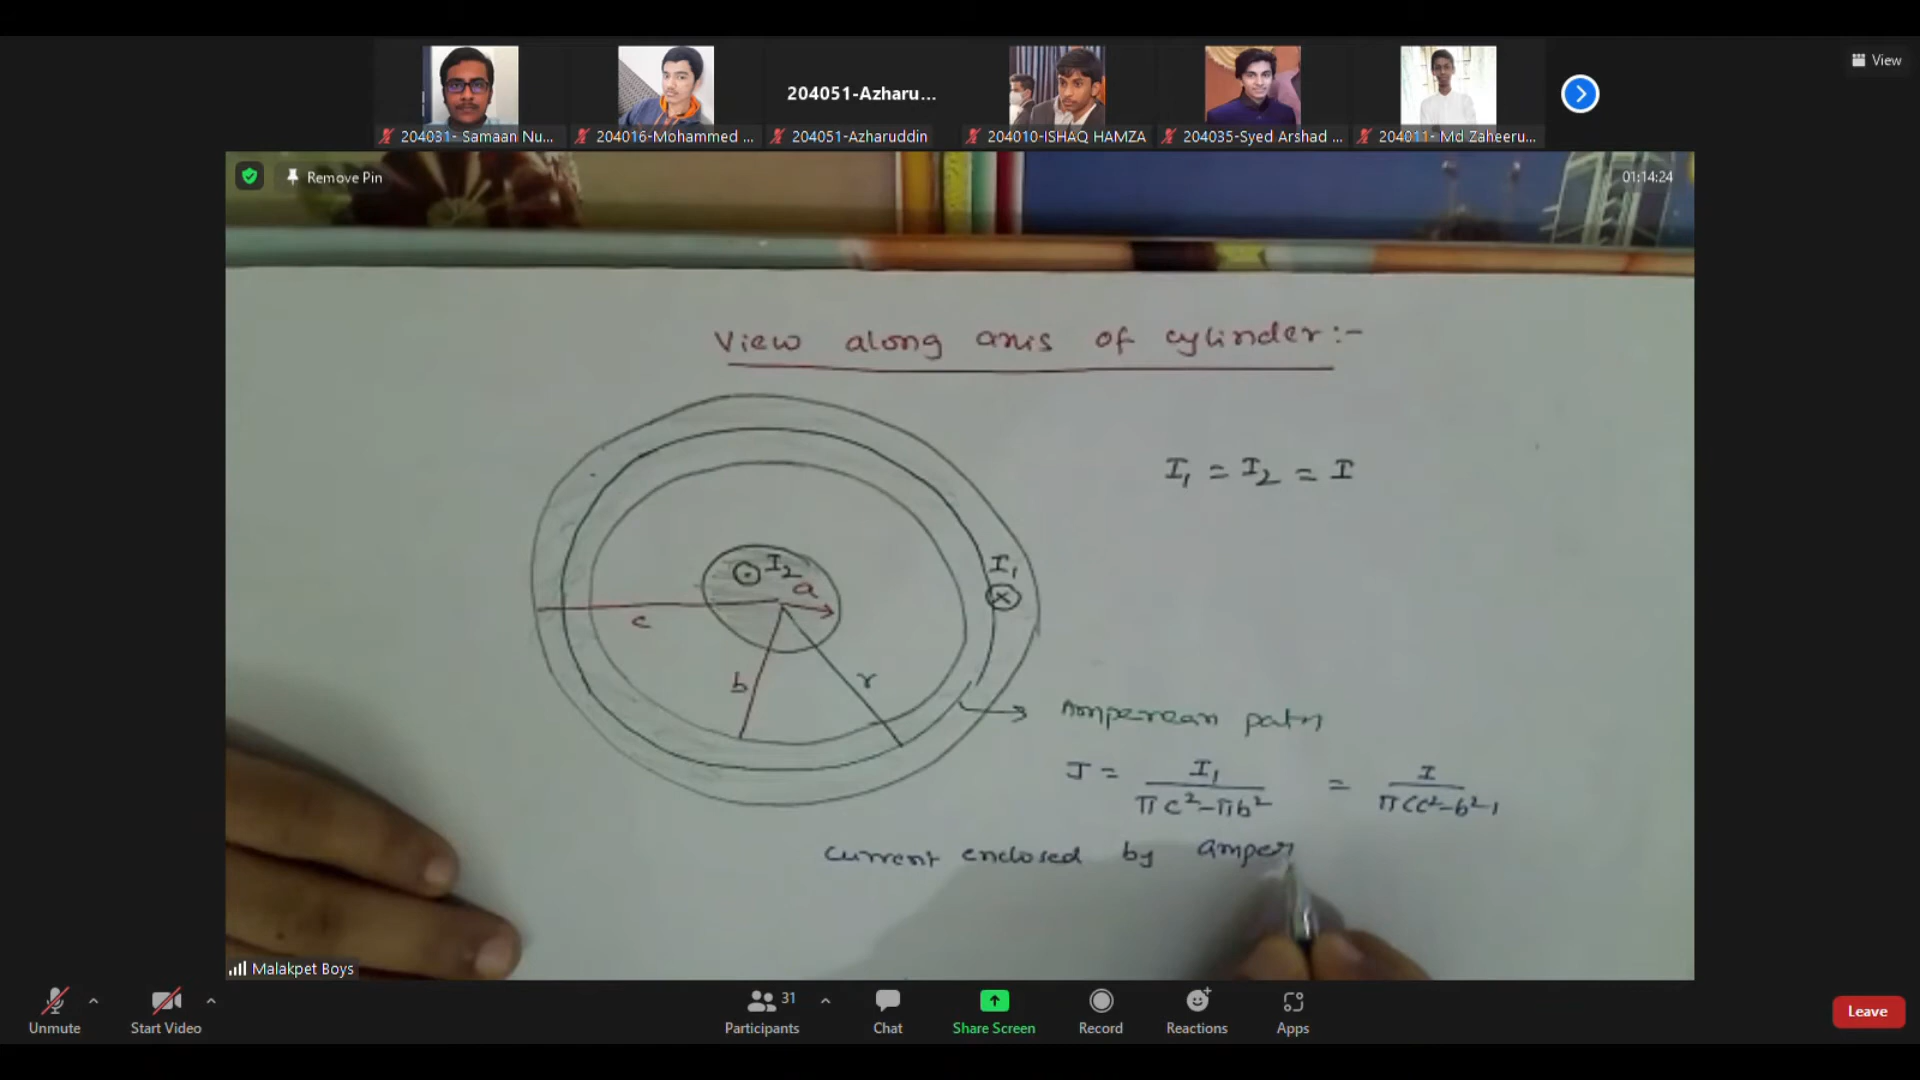 View
204051-Azharu...
204031- Samaan Nu...
204016-Mohammed ...
204051-Azharuddin
204010-ISHAQ HAMZA
204035-Syed Arshad ...
204011- Md Zaheeru...
Remove Pin
01:14:24
View along axis of cylinder:-
I₁ = I₂ = I
I₂
a
I₁
c
b
r
Amperean path
J = I₁ / πc²-πb² = I / π(c²-b²)
current enclosed by amper
Malakpet Boys
Unmute
Start Video
31
Participants
Chat
Share Screen
Record
Reactions
Apps
Leave